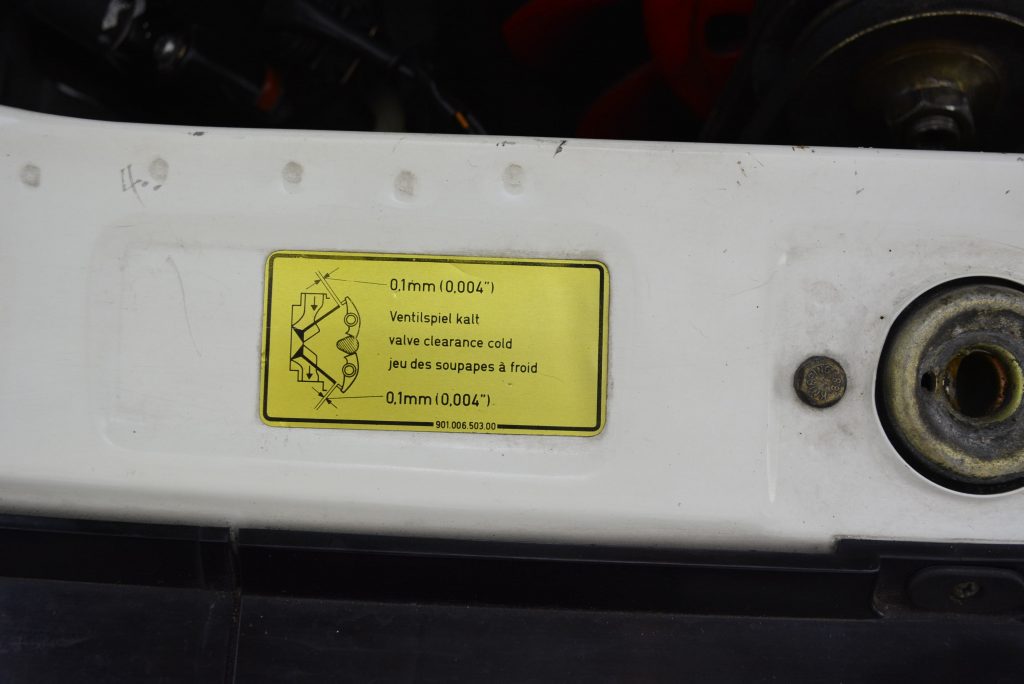 0,1mm (0,004")
Ventilspiel kalt
valve clearance cold
jeu des soupapes à froid
0,1mm (0,004")
901.006.503.00